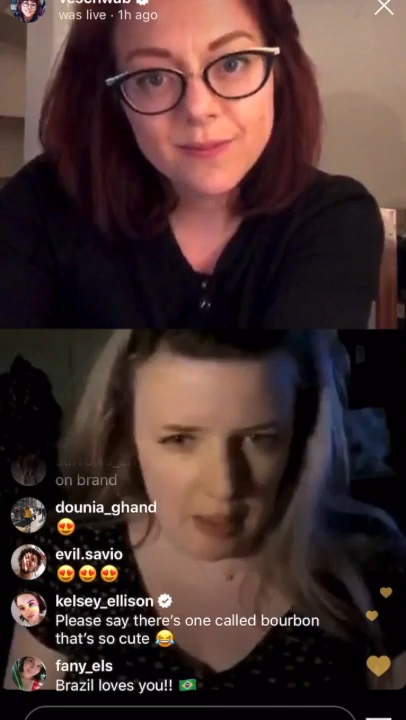 veschwab
was live · 1h ago
on brand
dounia_ghand
😍
evil.savio
😍😍😍
kelsey_ellison
Please say there's one called bourbon
that's so cute 😂
fany_els
Brazil loves you!! 🇧🇷